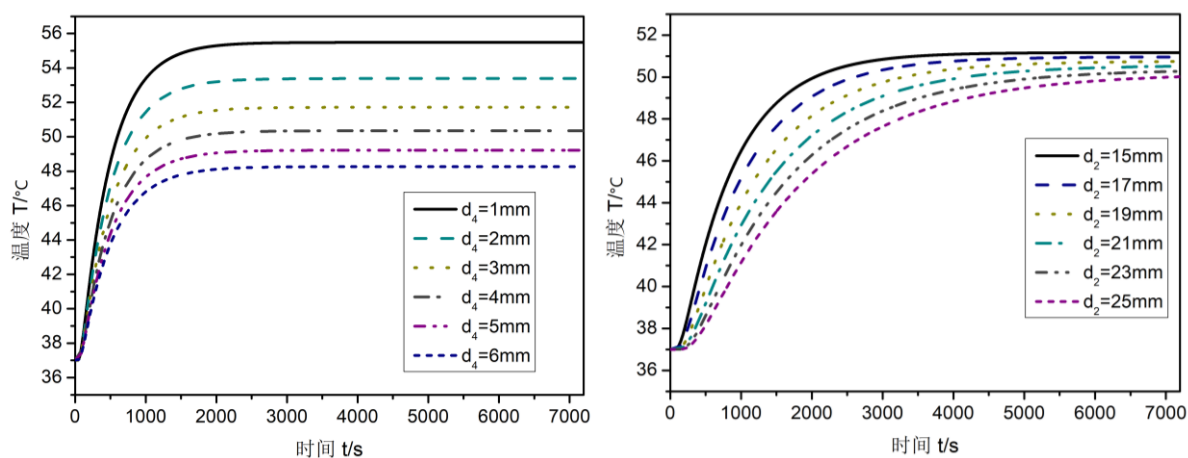 温度 T/℃
56
54
52
50
48
46
44
42
40
38
36
0 1000 2000 3000 4000 5000 6000 7000
时间 t/s
d₄=1mm
d₄=2mm
d₄=3mm
d₄=4mm
d₄=5mm
d₄=6mm
温度 T/℃
54
52
50
48
46
44
42
40
38
36
0 1000 2000 3000 4000 5000 6000 7000
时间 t/s
d₂=15mm
d₂=17mm
d₂=19mm
d₂=21mm
d₂=23mm
d₂=25mm